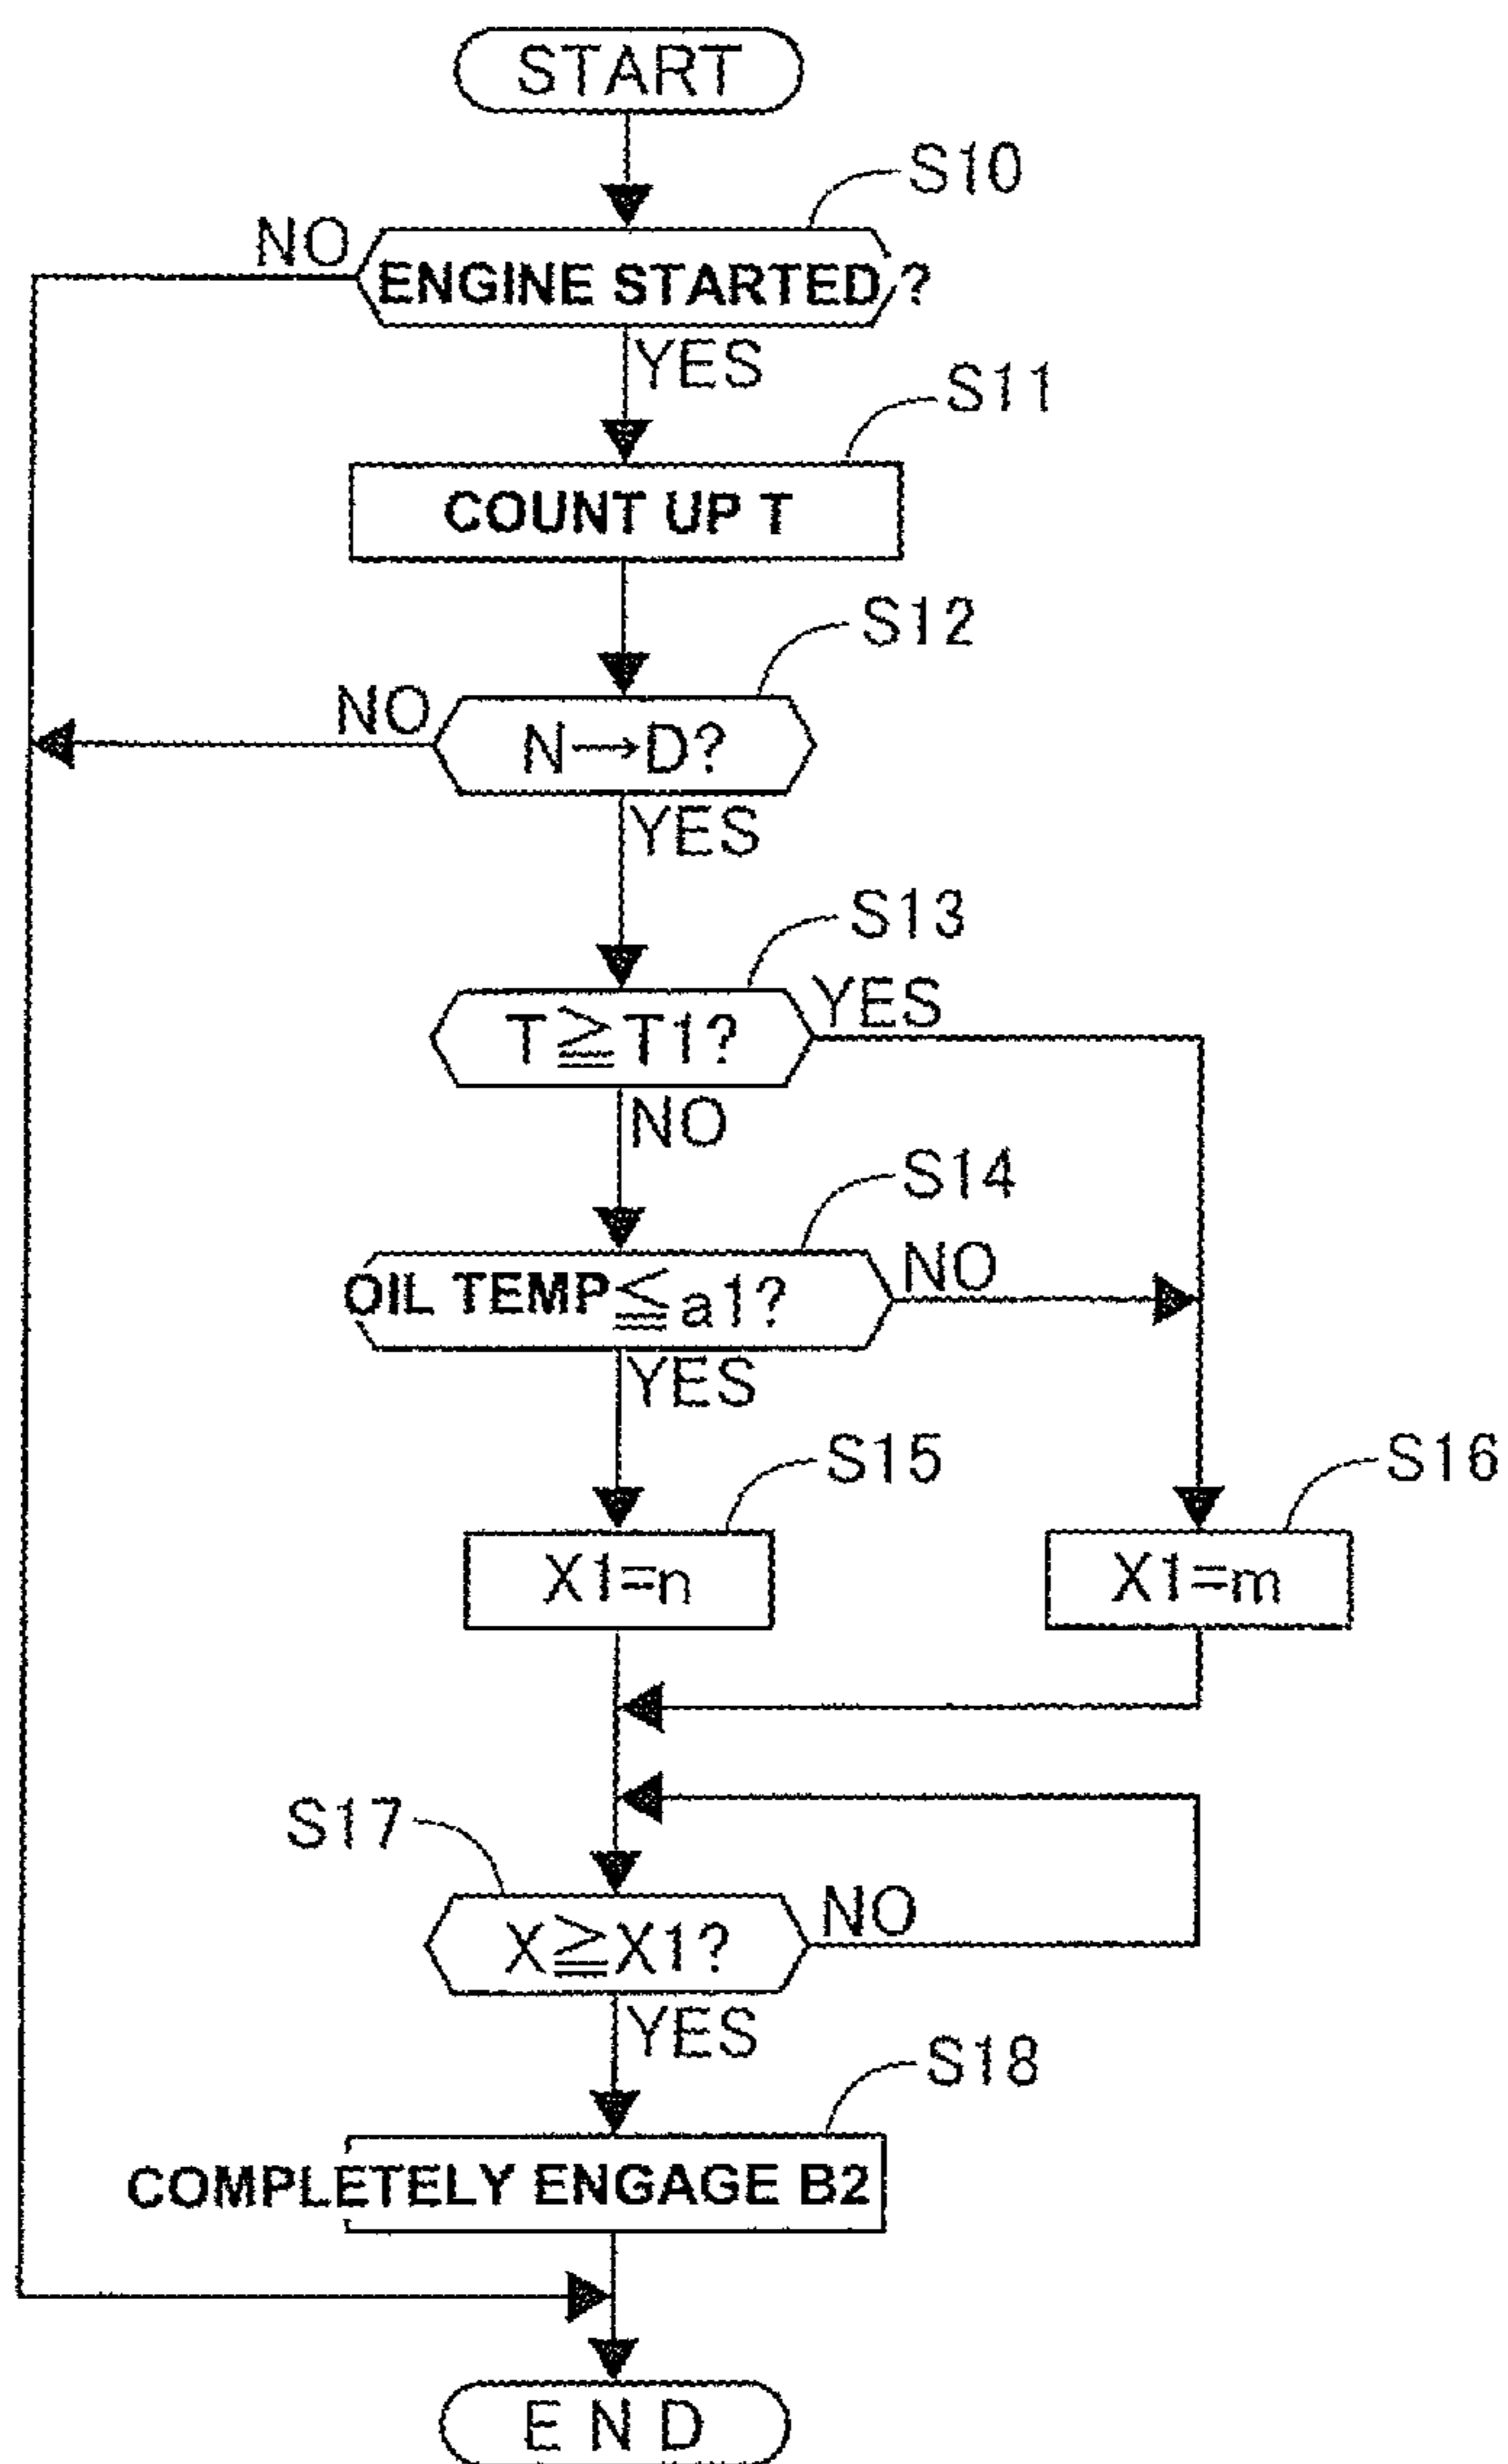 START
S10
NO
ENGINE STARTED ?
YES
S11
COUNT UP T
S12
NO
N→D?
YES
S13
YES
T≧T1?
NO
S14
NO
OIL TEMP≦a1?
YES
S15
S16
X1=n
X1=m
S17
NO
X≧X1?
YES
S18
COMPLETELY ENGAGE B2
E N D